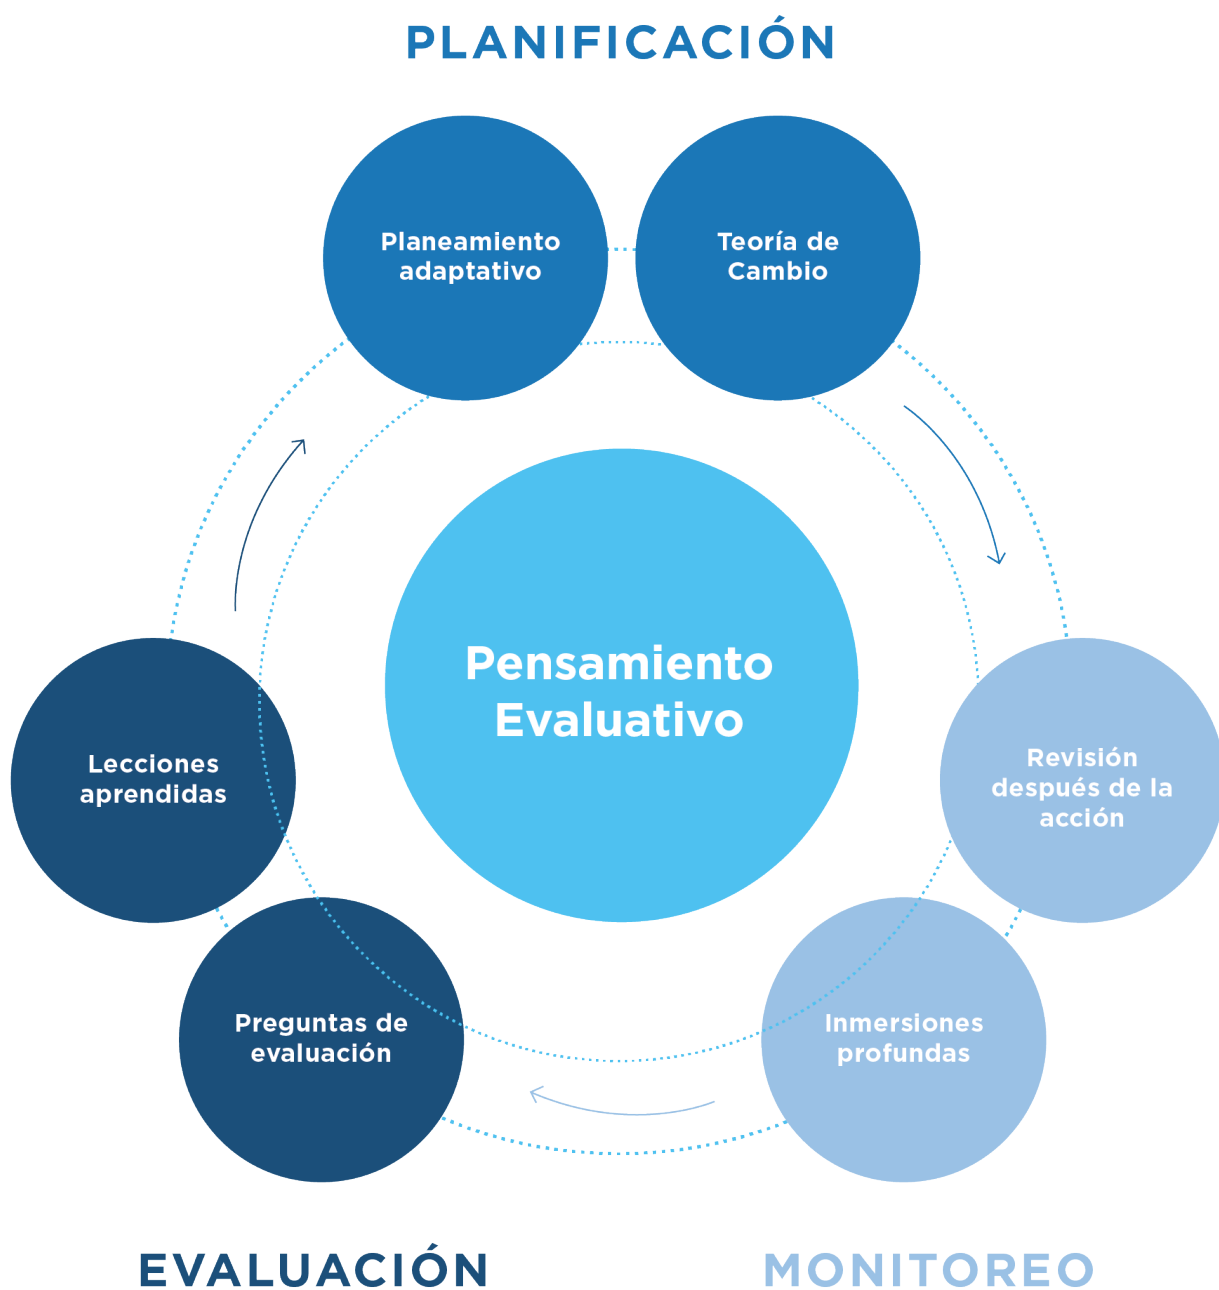 PLANIFICACIÓN
Planeamiento
adaptativo
Teoría de
Cambio
Pensamiento
Evaluativo
Lecciones
aprendidas
Revisión
después de la
acción
Preguntas de
evaluación
Inmersiones
profundas
EVALUACIÓN
MONITOREO